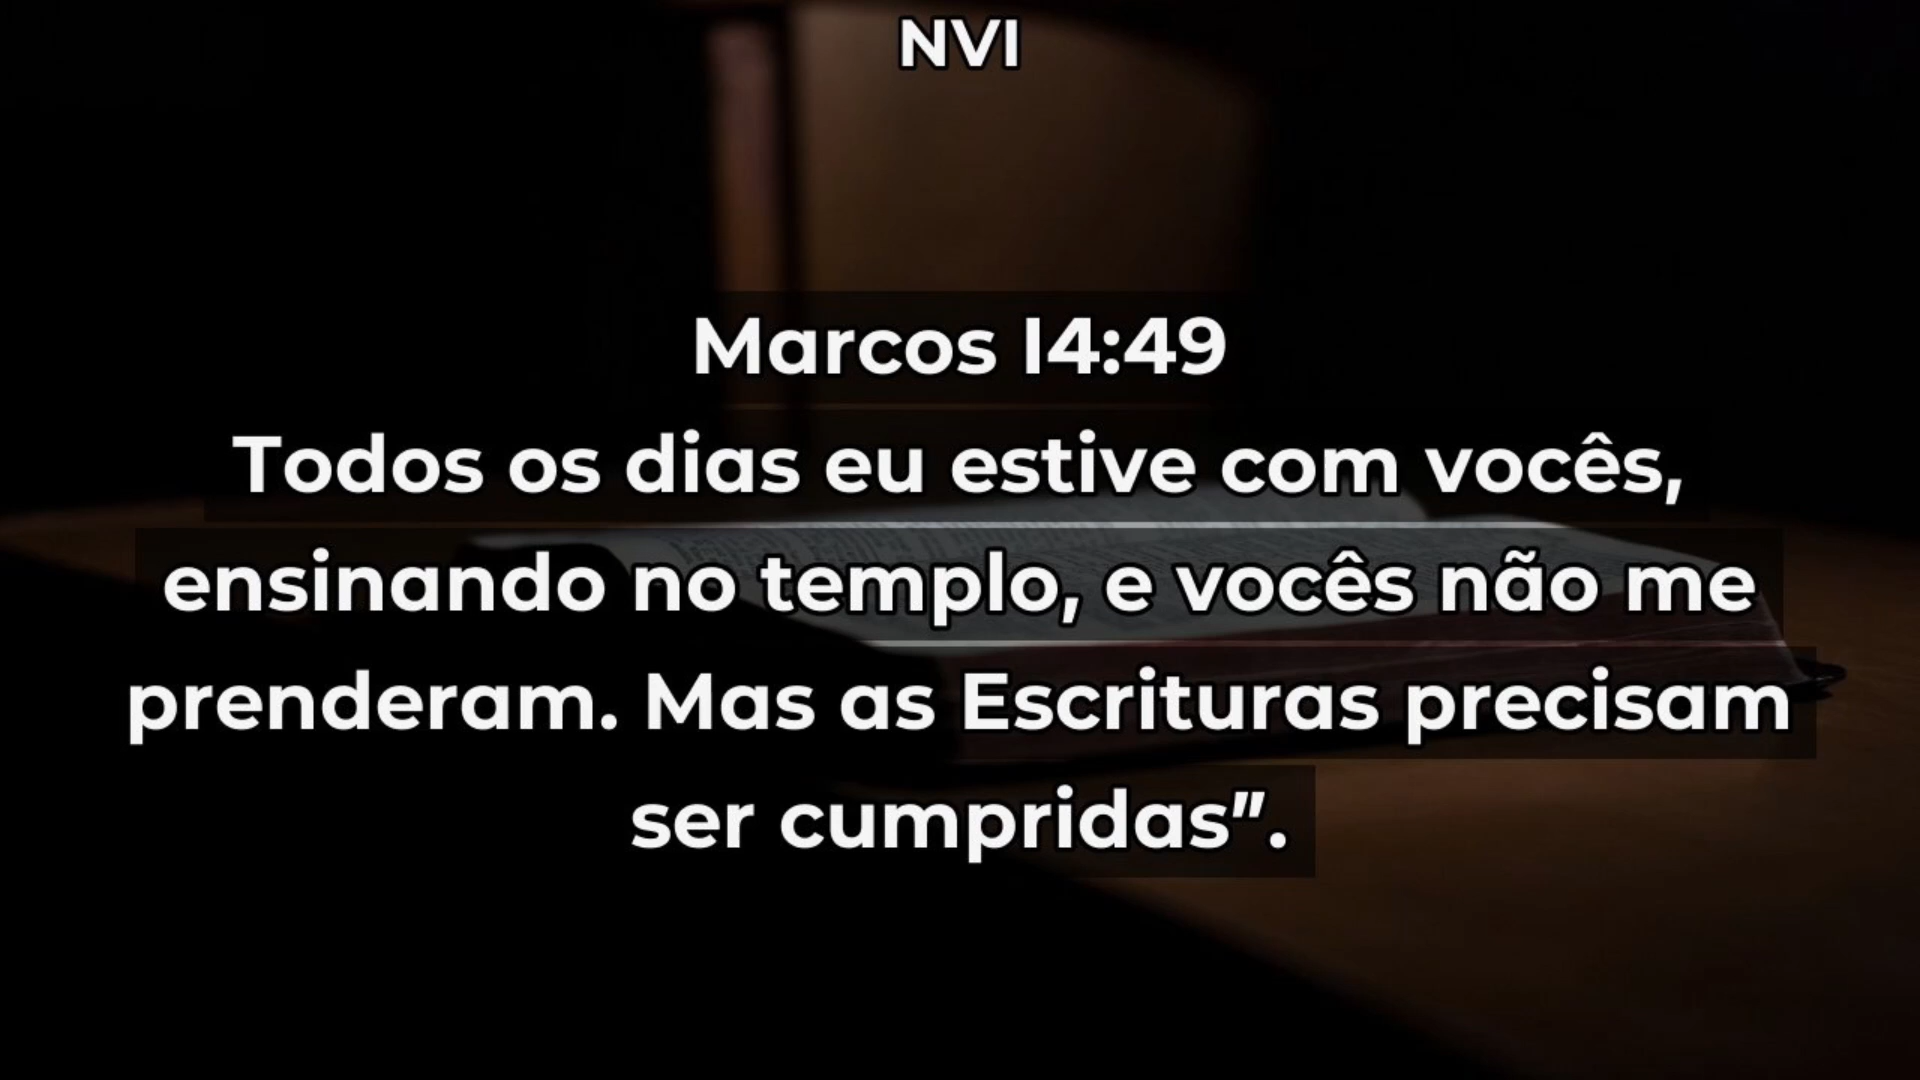 NVI
Marcos 14:49
Todos os dias eu estive com vocês,
ensinando no templo, e vocês não me
prenderam. Mas as Escrituras precisam
ser cumpridas”.